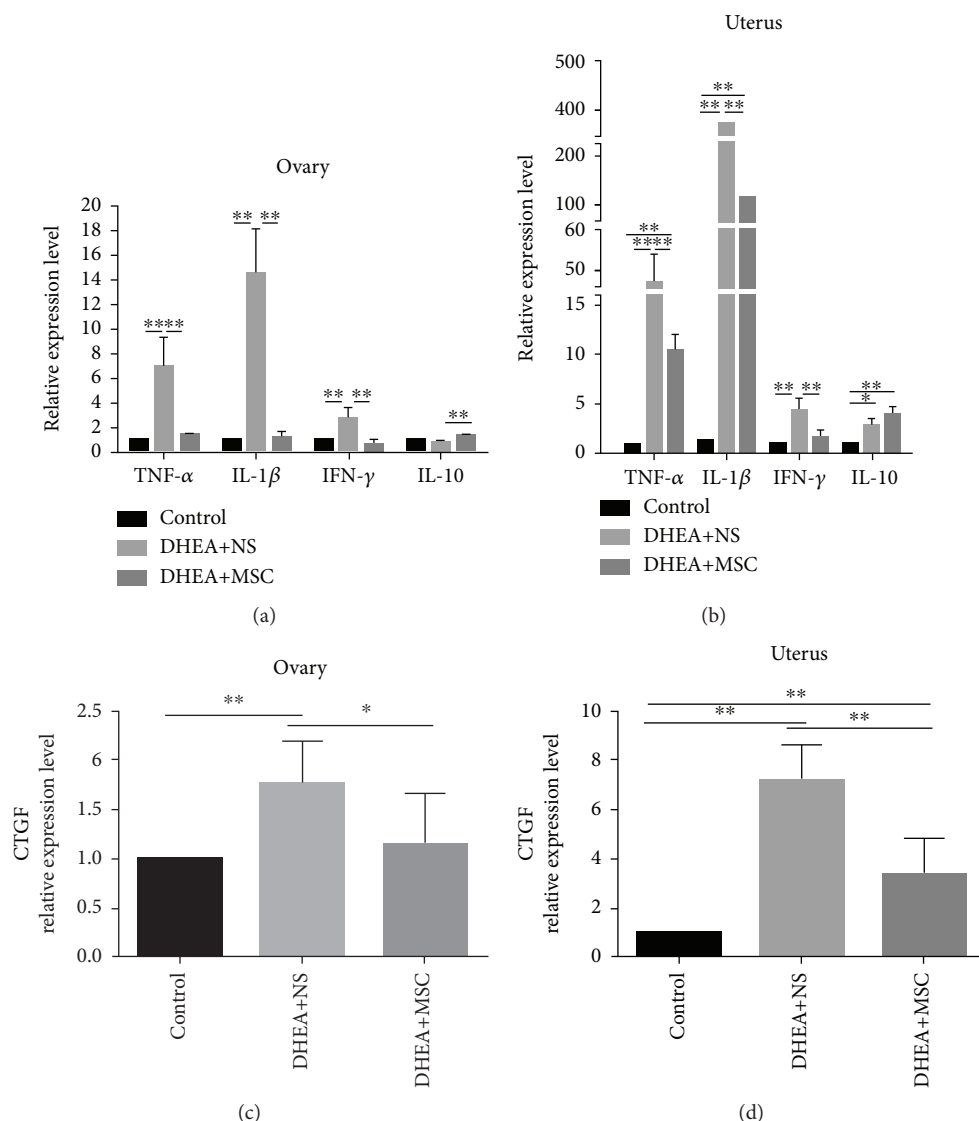 Ovary
Relative expression level
20
18
16
14
12
10
8
6
4
2
0
**** ** ** ** ** **
TNF-α IL-1β IFN-γ IL-10
Control
DHEA+NS
DHEA+MSC
(a)
Uterus
Relative expression level
500
400
200
100
60
50
15
10
5
0
**
** **
**
****
** ** **
*
TNF-α IL-1β IFN-γ IL-10
Control
DHEA+NS
DHEA+MSC
(b)
Ovary
CTGF
relative expression level
2.5
6
1.5
1.0
0.5
0.0
** *
Control DHEA+NS DHEA+MSC
(c)
Uterus
CTGF
relative expression level
10
8
6
4
2
0
**
** **
Control DHEA+NS DHEA+MSC
(d)